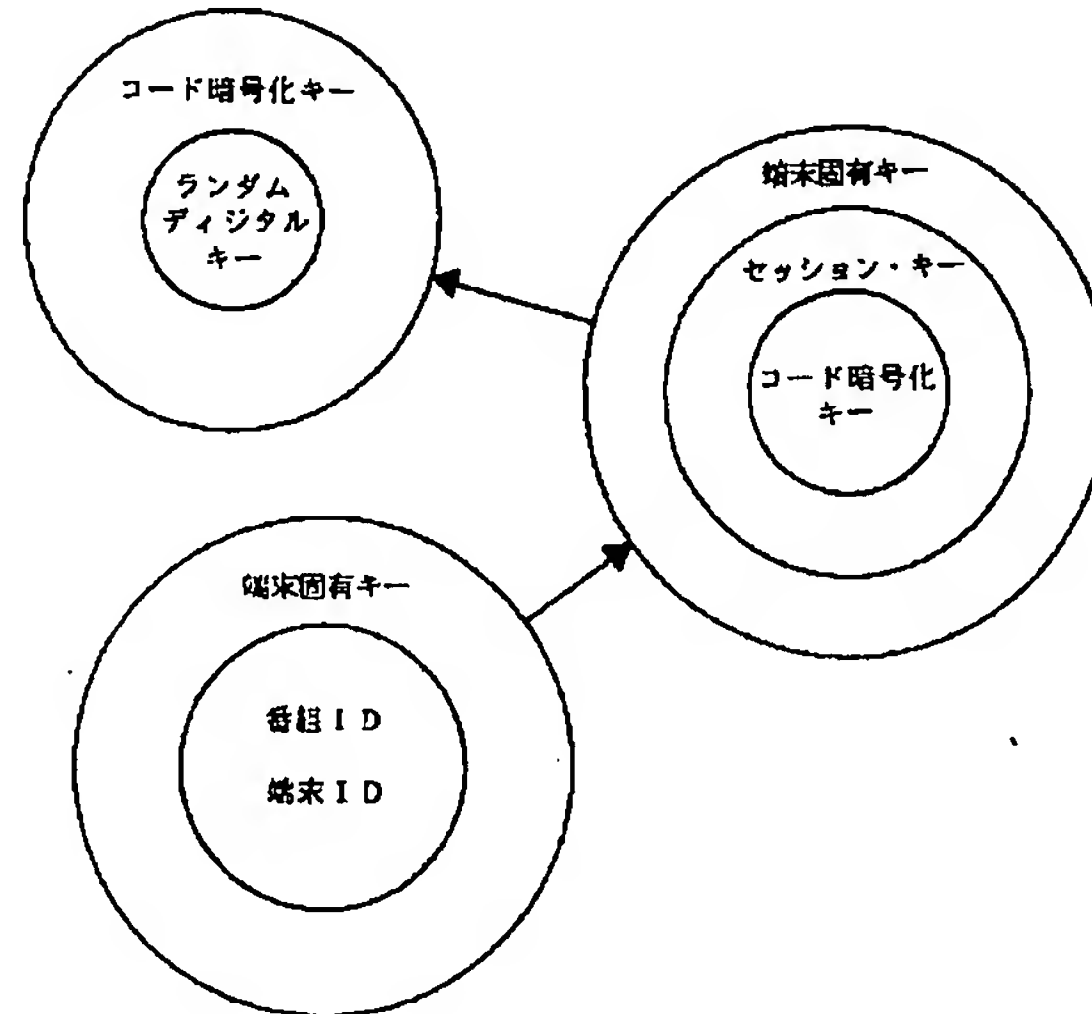 コード暗号化キー
ランダム
ディジタル
キー
端末固有キー
セッション・キー
コード暗号化
キー
端末固有キー
番組ID
端末ID